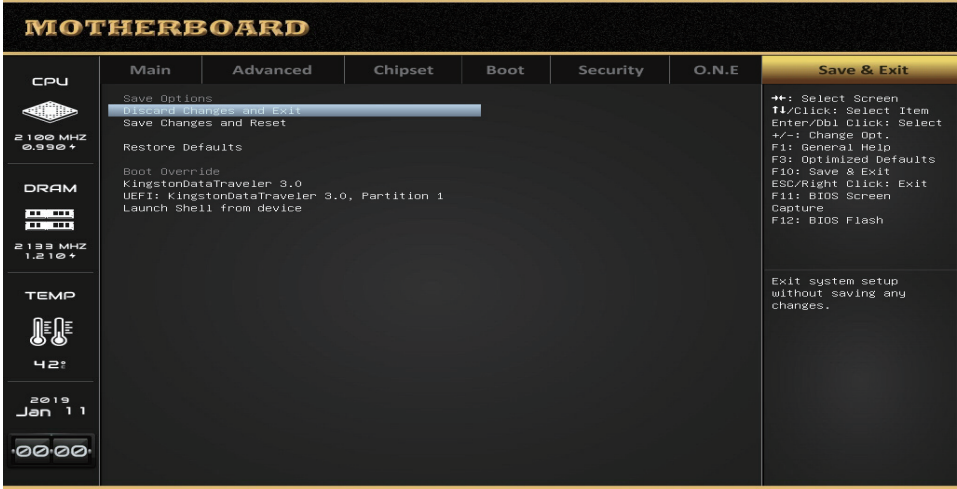 MOTHERBOARD
Main Advanced Chipset Boot Security O.N.E Save & Exit
CPU
2100 MHZ
0.990
DRAM
2133 MHZ
1.210
TEMP
42°
2019
Jan 11
00:00
Save Options
Discard Changes and Exit
Save Changes and Reset
Restore Defaults
Boot Override
KingstonDataTraveler 3.0
UEFI: KingstonDataTraveler 3.0, Partition 1
Launch Shell from device
→←: Select Screen
↑↓/Click: Select Item
Enter/Dbl Click: Select
+/-: Change Opt.
F1: General Help
F3: Optimized Defaults
F10: Save & Exit
ESC/Right Click: Exit
F11: BIOS Screen
Capture
F12: BIOS Flash
Exit system setup
without saving any
changes.